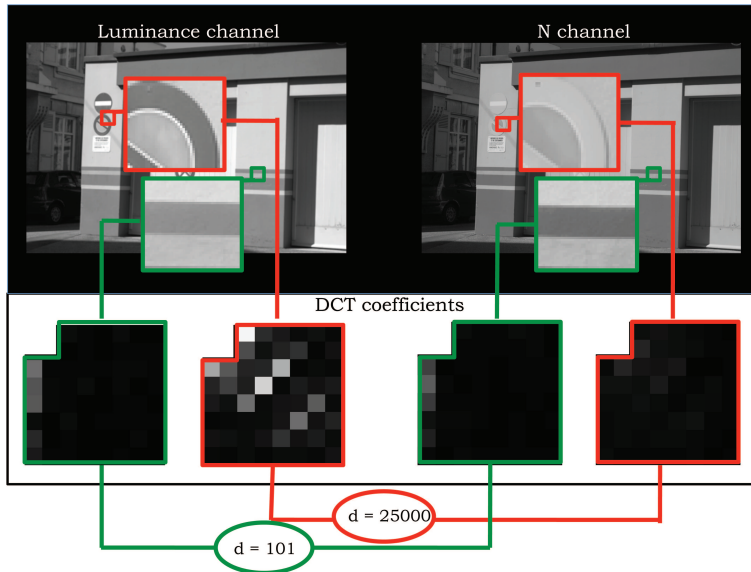 Luminance channel
N channel
DCT coefficients
d = 25000
d = 101